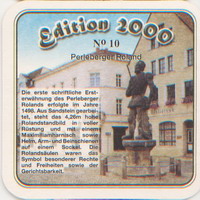 Edition 2000
No 10
Perleberger Roland
Die erste schriftliche Erst-
erwähnung des Perleberger
Rolands erfolgte im Jahre
1498. Aus Sandstein gearbei-
tet, steht das 4,28m hohe
Rolandstandbild in voller
Rüstung und mit einem
Maximilianharnisch sowie
Helm, Arm- und Beinschienen
auf einem Sockel. Die
Rolandsäulen waren das
Symbol besonderer Rechte
und Freiheiten sowie der
Gerichtsbarkeit.